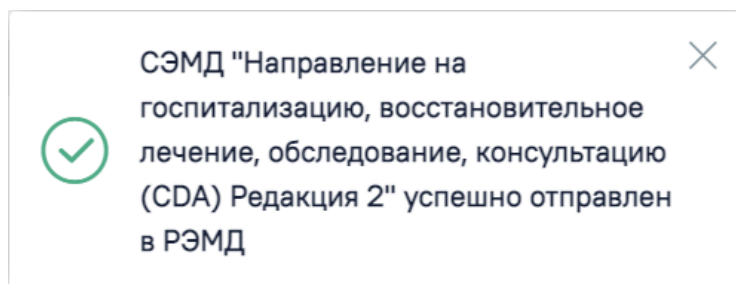 СЭМД "Направление на
госпитализацию, восстановительное
лечение, обследование, консультацию
(CDA) Редакция 2" успешно отправлен
в РЭМД